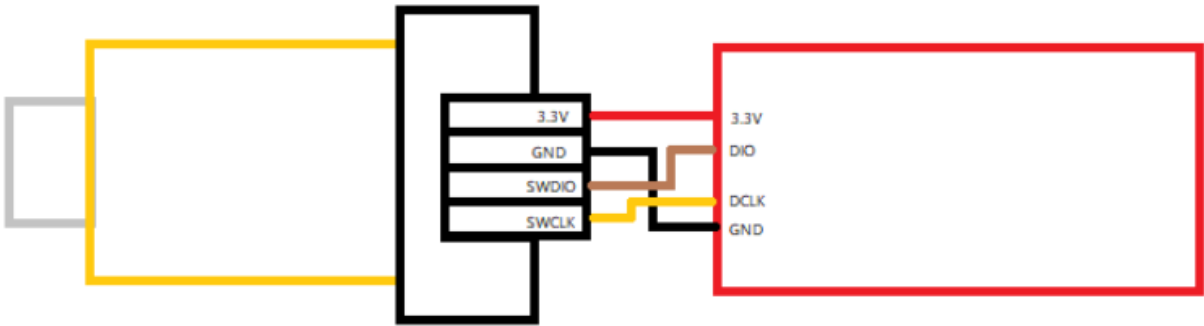 3.3V
GND
SWDIO
SWCLK
3.3V
DIO
DCLK
GND